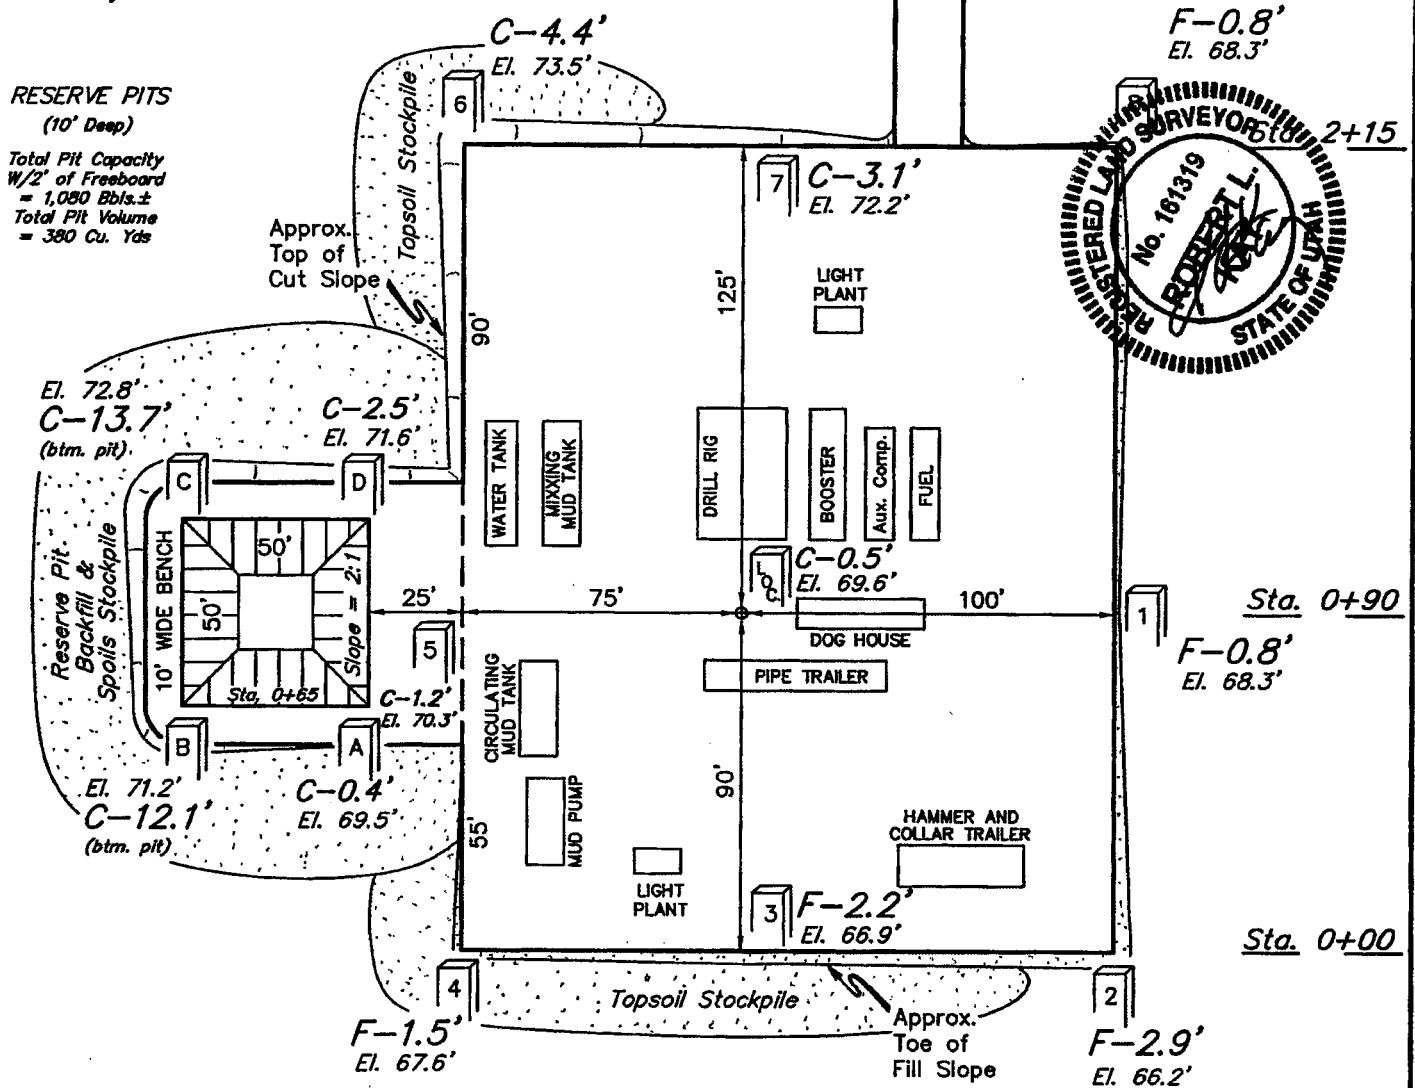 C-4.4'
El. 73.5'
F-0.8'
El. 68.3'
RESERVE PITS
(10' Deep)
Total Pit Capacity
W/2' of Freeboard
= 1,080 Bbls.±
Total Pit Volume
= 380 Cu. Yds
6
Topsoil Stockpile
Sta. 2+15
REGISTERED LAND SURVEYOR
No. 161319
ROBERT L.
STATE OF UTAH
7
C-3.1'
El. 72.2'
Approx.
Top of
Cut Slope
125'
90'
LIGHT
PLANT
El. 72.8'
C-13.7'
(btm. pit)
C-2.5'
El. 71.6'
C
D
WATER TANK
MIXXING
MUD TANK
DRILL RIG
BOOSTER
Aux. Comp.
FUEL
Reserve Pit
Backfill &
Spoils Stockpile
10' WIDE BENCH
50'
50'
Slope = 2:1
Sta. 0+65
25'
75'
LOC.
C-0.5'
El. 69.6'
100'
DOG HOUSE
1
Sta. 0+90
F-0.8'
El. 68.3'
5
C-1.2'
El. 70.3'
PIPE TRAILER
CIRCULATING
MUD TANK
B
A
El. 71.2'
C-12.1'
(btm. pit)
C-0.4'
El. 69.5'
55'
MUD PUMP
90'
HAMMER AND
COLLAR TRAILER
LIGHT
PLANT
3
F-2.2'
El. 66.9'
Sta. 0+00
4
F-1.5'
El. 67.6'
Topsoil Stockpile
Approx.
Toe of
Fill Slope
2
F-2.9'
El. 66.2'